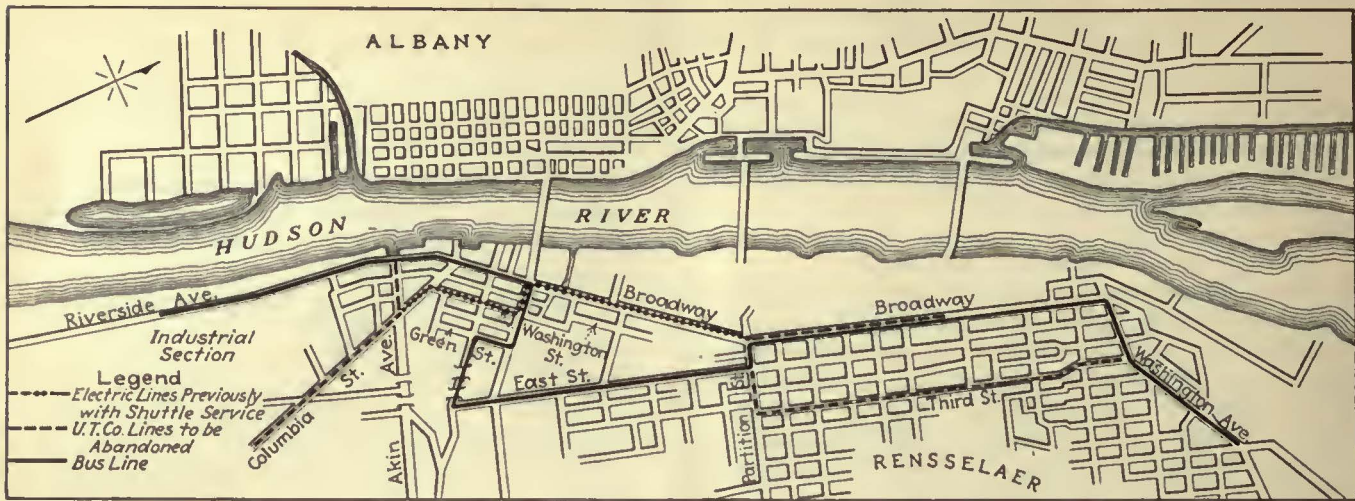 ALBANY
HUDSON RIVER
Riverside Ave.
Industrial
Section
Broadway
Broadway
Green St.
Washington
St.
East St.
Ave.
St.
Columbia
Akin
Partition St.
Third St.
Washington Ave.
RENSSELAER
Legend
Electric Lines Previously
with Shuttle Service
U.T.Co. Lines to be
Abandoned
Bus Line